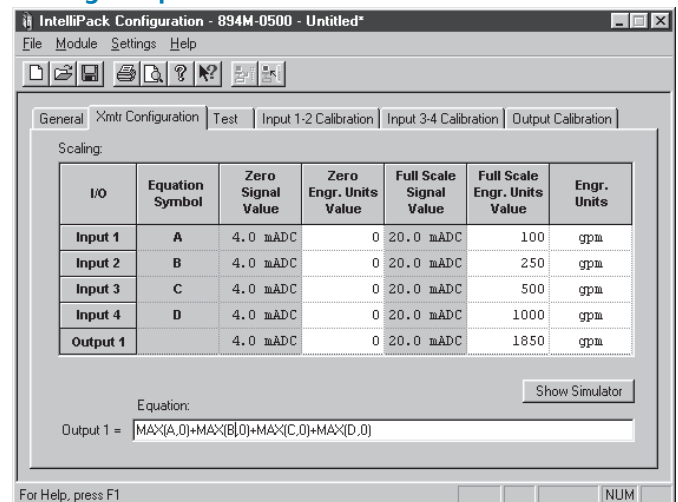 IntelliPack Configuration - 894M-0500 - Untitled*
File Module Settings Help
General Xmtr Configuration Test Input 1-2 Calibration Input 3-4 Calibration Output Calibration
Scaling:
I/O Equation Symbol Zero Signal Value Zero Engr. Units Value Full Scale Signal Value Full Scale Engr. Units Value Engr. Units
Input 1 A 4.0 mADC 0 20.0 mADC 100 gpm
Input 2 B 4.0 mADC 0 20.0 mADC 250 gpm
Input 3 C 4.0 mADC 0 20.0 mADC 500 gpm
Input 4 D 4.0 mADC 0 20.0 mADC 1000 gpm
Output 1 4.0 mADC 0 20.0 mADC 1850 gpm
Show Simulator
Equation:
Output 1 = MAX(A,0)+MAX(B,0)+MAX(C,0)+MAX(D,0)
For Help, press F1 NUM